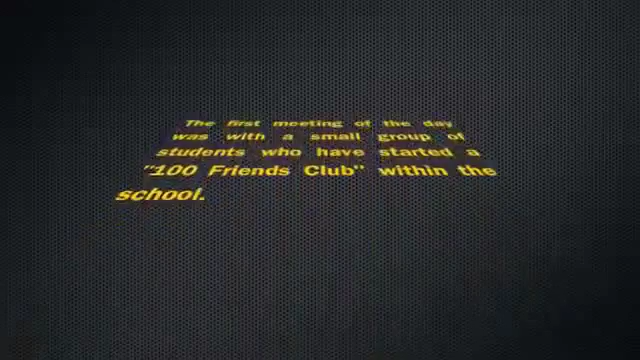 The first meeting of the day
was with a small group of
students who have started a
"100 Friends Club" within the
school.